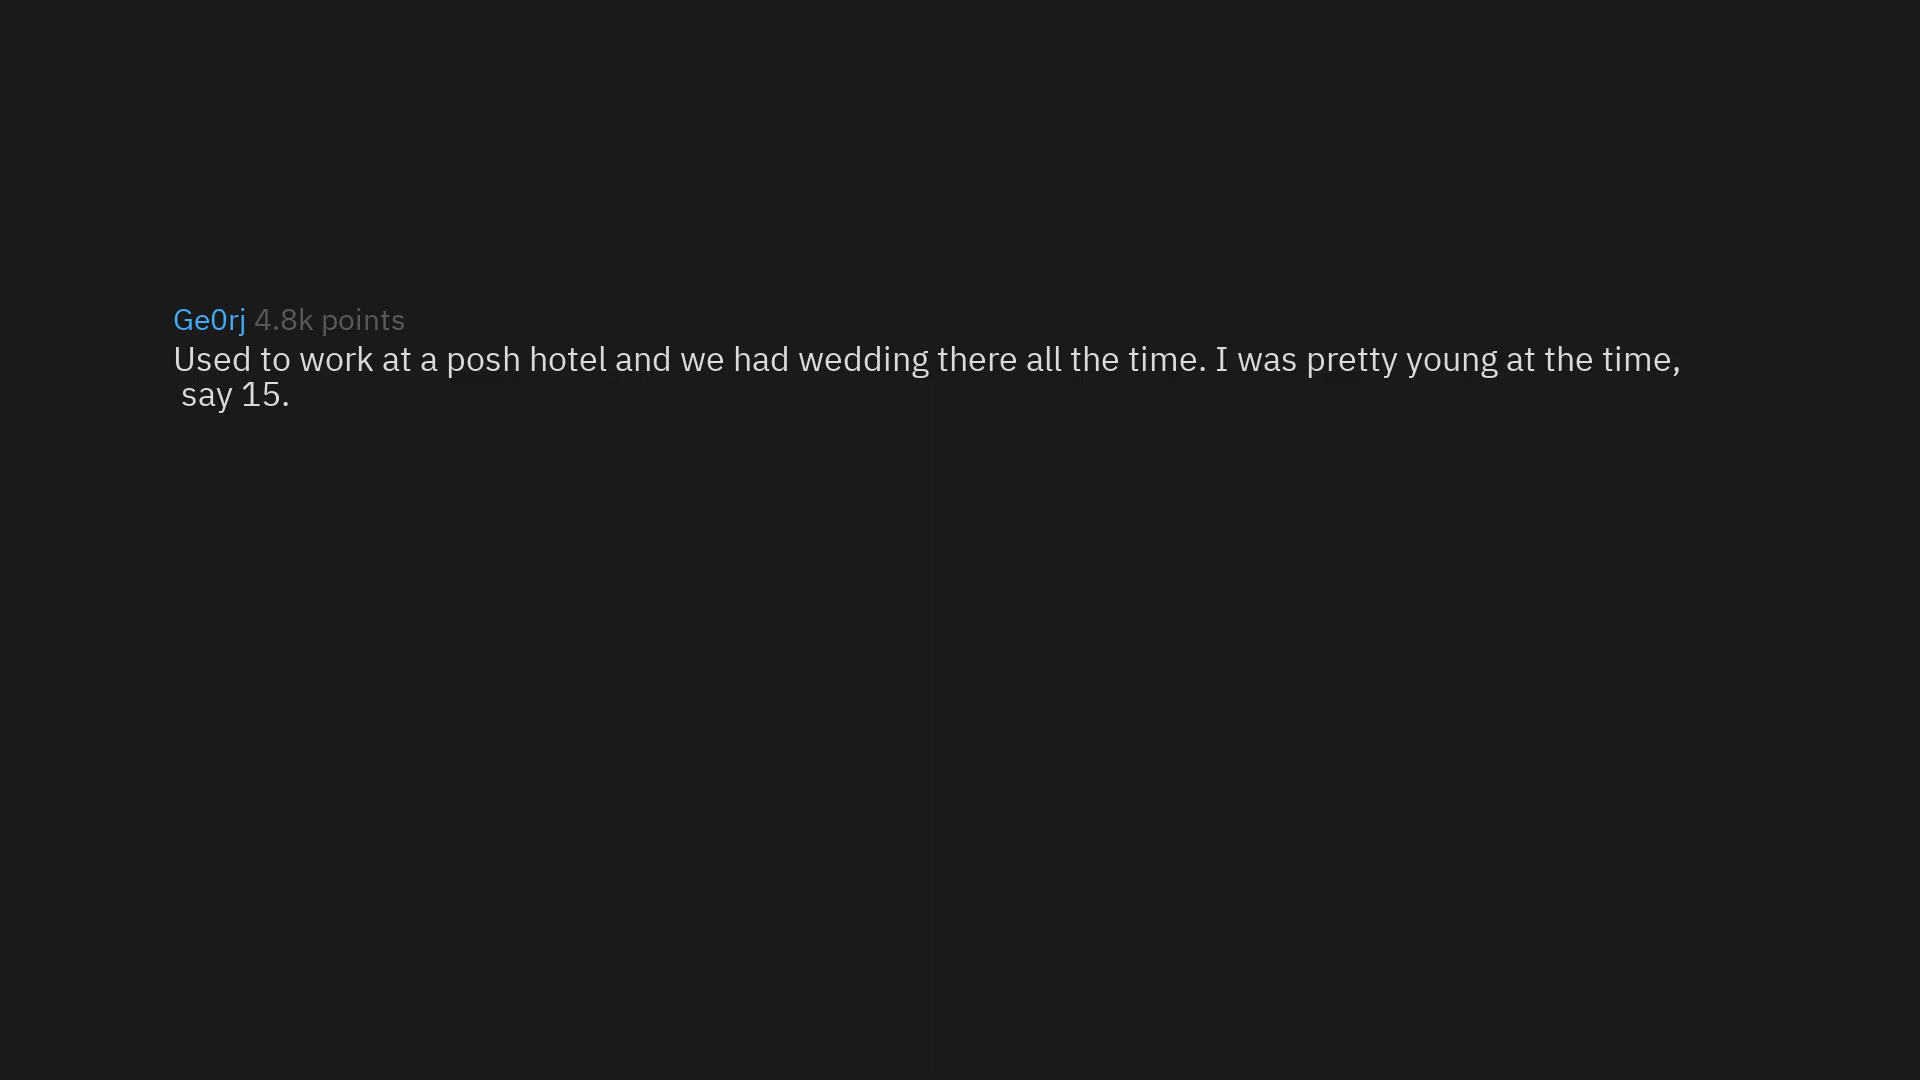 Ge0rj 4.8k points
Used to work at a posh hotel and we had wedding there all the time. I was pretty young at the time,
say 15.